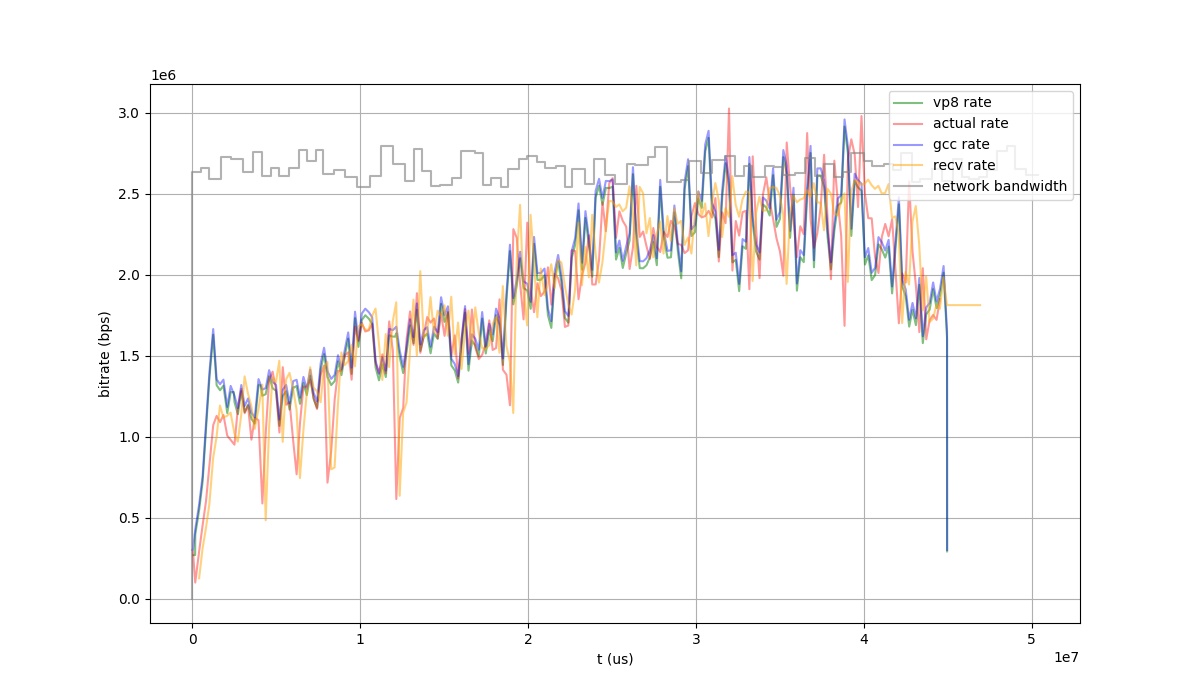 1e6
3.0
2.5
2.0
1.5
1.0
0.5
0.0
bitrate (bps)
vp8 rate
actual rate
gcc rate
recv rate
network bandwidth
0 1 2 3 4 5
t (us)
1e7